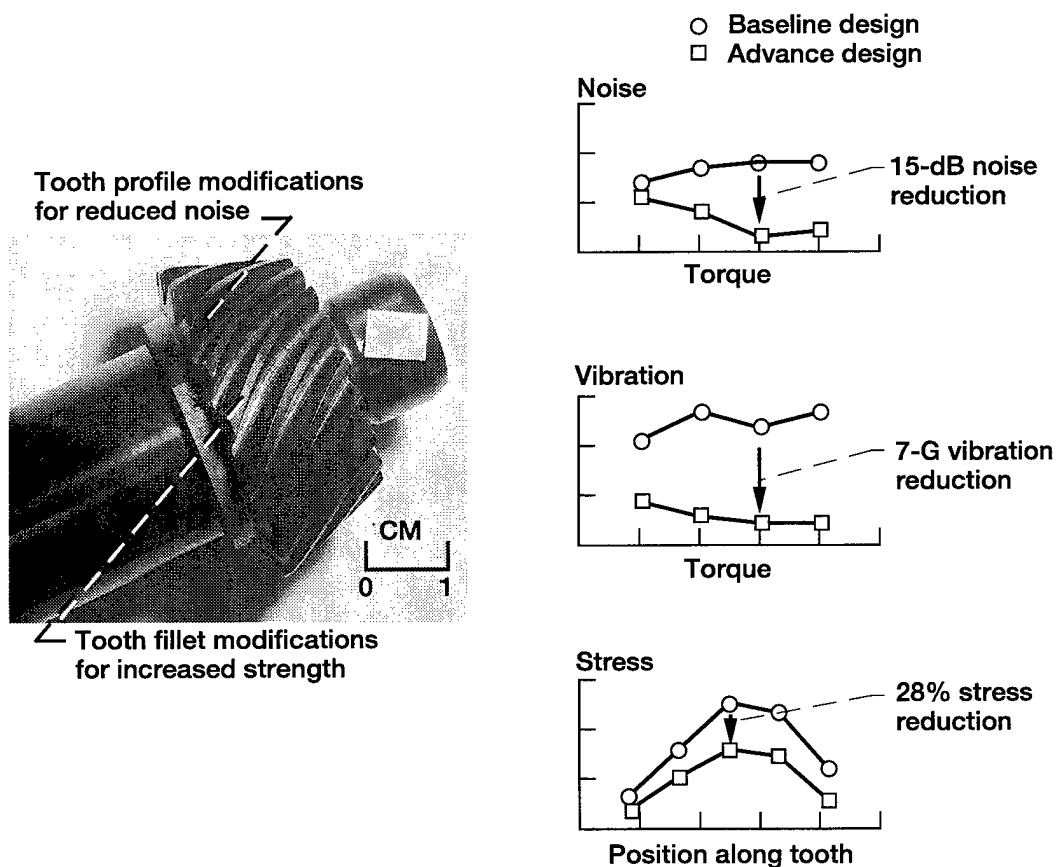 Baseline design
Advance design
Noise
15-dB noise
reduction
Torque
Tooth profile modifications
for reduced noise
CM
0 1
Tooth fillet modifications
for increased strength
Vibration
7-G vibration
reduction
Torque
Stress
28% stress
reduction
Position along tooth